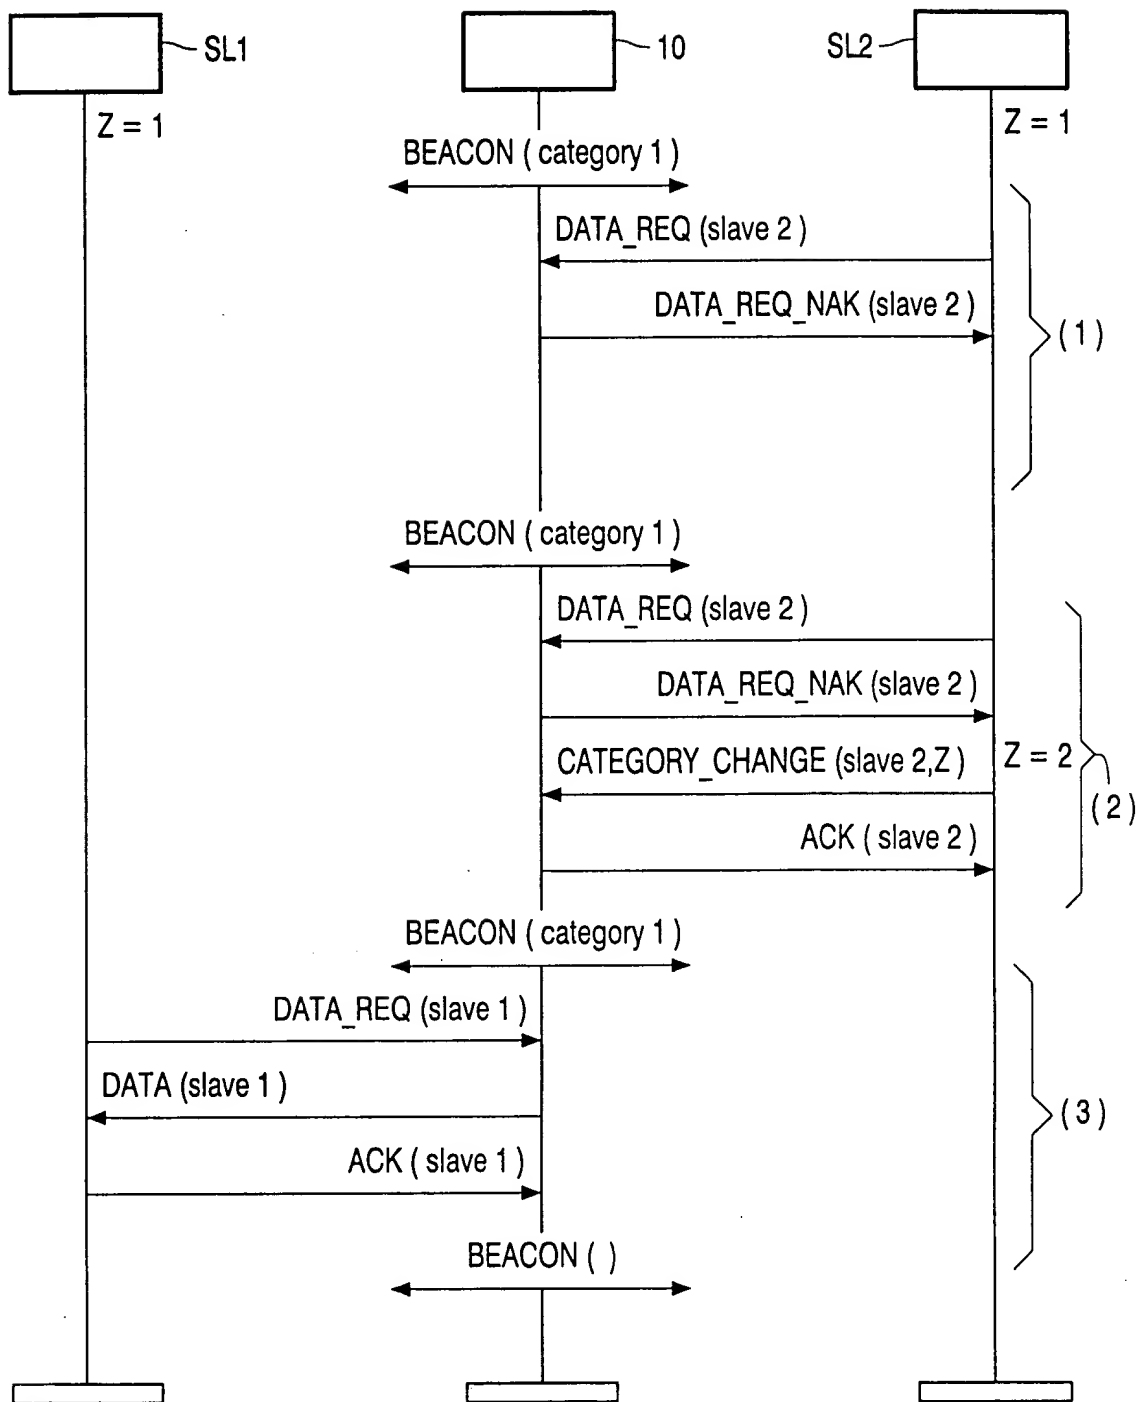 SL1
10
SL2
Z = 1
Z = 1
BEACON ( category 1 )
DATA_REQ (slave 2 )
DATA_REQ_NAK (slave 2 )
( 1 )
BEACON ( category 1 )
DATA_REQ (slave 2 )
DATA_REQ_NAK (slave 2 )
CATEGORY_CHANGE (slave 2,Z )
Z = 2
( 2 )
ACK ( slave 2 )
BEACON ( category 1 )
DATA_REQ (slave 1 )
DATA (slave 1 )
( 3 )
ACK ( slave 1 )
BEACON ( )